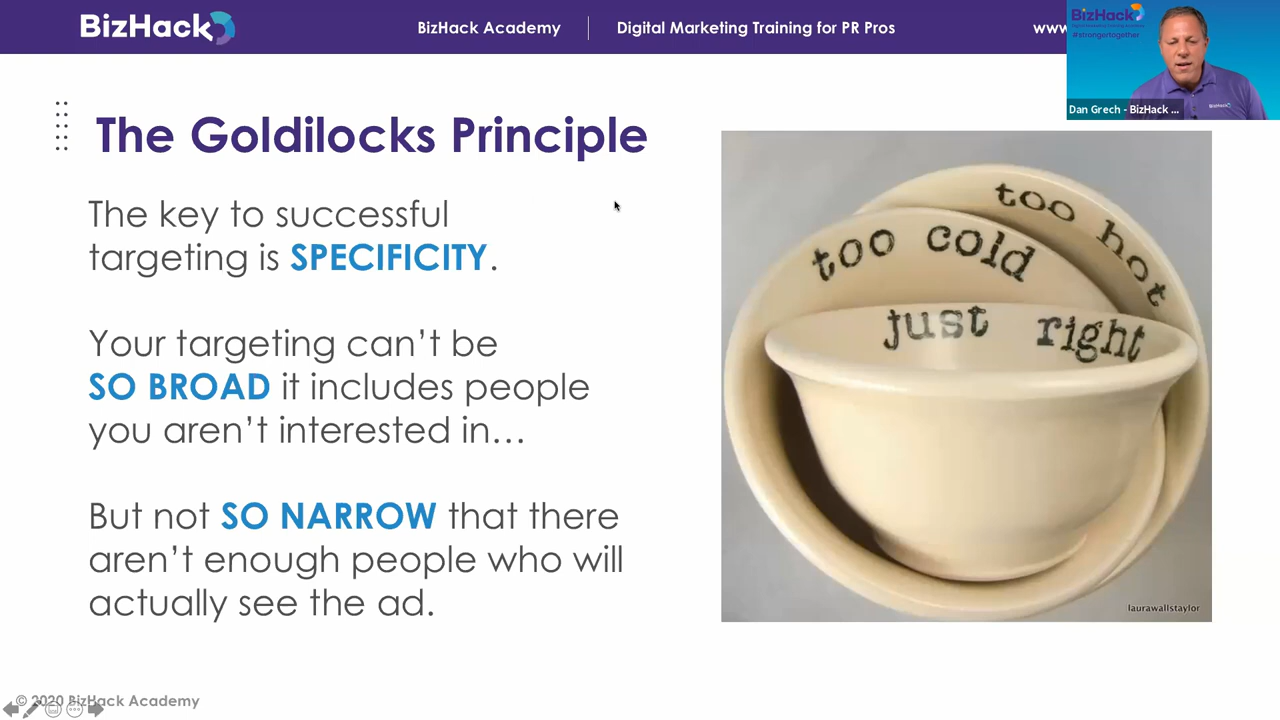 BizHack
BizHack Academy
Digital Marketing Training for PR Pros
www
BizHack
#strongertogether
BizHack
Dan Grech - BizHack ...
The Goldilocks Principle
The key to successful
targeting is SPECIFICITY.
Your targeting can’t be
SO BROAD it includes people
you aren’t interested in…
But not SO NARROW that there
aren’t enough people who will
actually see the ad.
too hot
too cold
just right
laurawallstaylor
© 2020 BizHack Academy